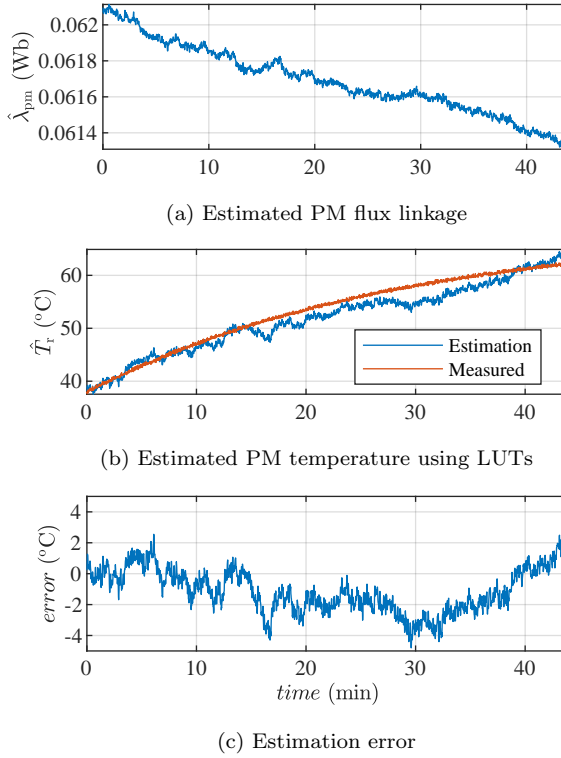 0.062
0.0618
0.0616
0.0614
λ̂pm (Wb)
0 10 20 30 40
(a) Estimated PM flux linkage
60
50
40
T̂r (°C)
Estimation
Measured
0 10 20 30 40
(b) Estimated PM temperature using LUTs
4
2
0
-2
-4
error (°C)
0 10 20 30 40
time (min)
(c) Estimation error